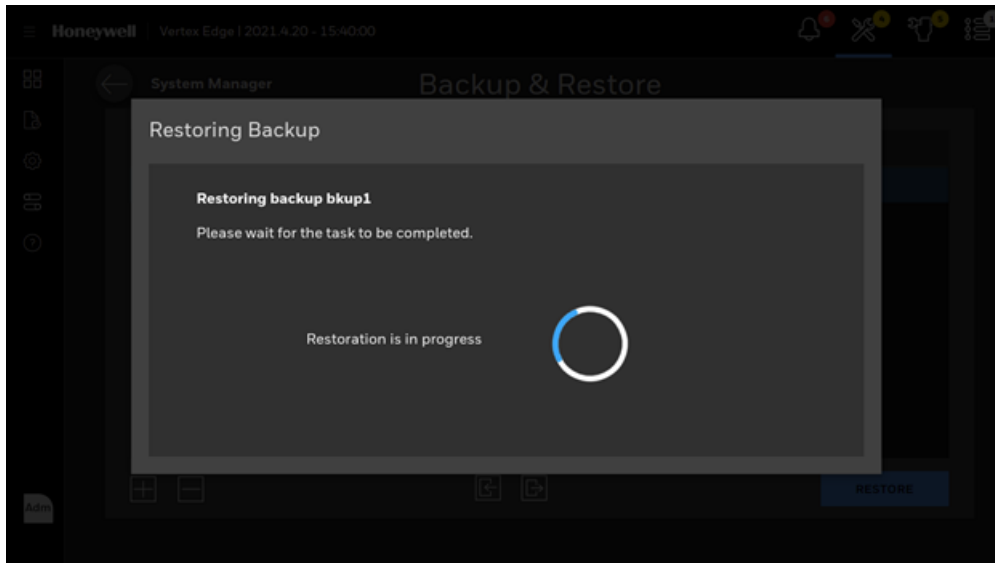 Honeywell | Vertex Edge | 2021.4.20 - 15:40:00
System Manager
Backup & Restore
Restoring Backup
Restoring backup bkup1
Please wait for the task to be completed.
Restoration is in progress
RESTORE
Adm